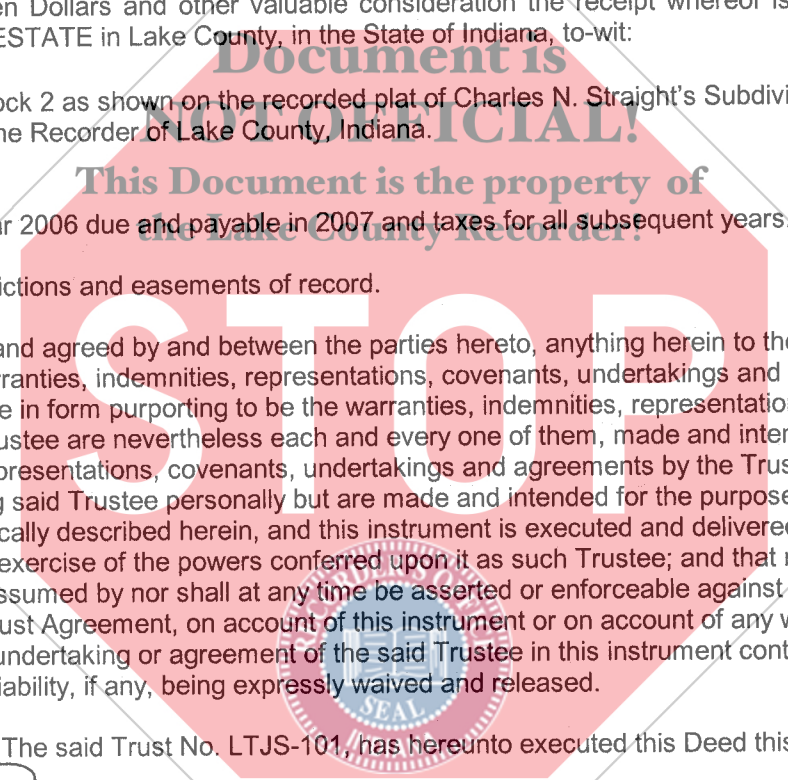 Dollars and other valuable consideration the receipt whereof is
ESTATE in Lake County, in the State of Indiana, to-wit:
Document is
ock 2 as shown on the recorded plat of Charles N. Straight's Subdivi
NOT OFFICIAL!
he Recorder of Lake County, Indiana.
This Document is the property of
ar 2006 due and payable in 2007 and taxes for all subsequent years.
the Lake County Recorder!
ictions and easements of record.
STOP
and agreed by and between the parties hereto, anything herein to the
rranties, indemnities, representations, covenants, undertakings and
e in form purporting to be the warranties, indemnities, representatio
ustee are nevertheless each and every one of them, made and inten
presentations, covenants, undertakings and agreements by the Trus
g said Trustee personally but are made and intended for the purpose
cally described herein, and this instrument is executed and delivered
exercise of the powers conferred upon it as such Trustee; and that
ssumed by nor shall at any time be asserted or enforceable against
ust Agreement, on account of this instrument or on account of any
undertaking or agreement of the said Trustee in this instrument cont
iability, if any, being expressly waived and released.
RECORDER'S OFFICE
SEAL
The said Trust No. LTJS-101, has hereunto executed this Deed this